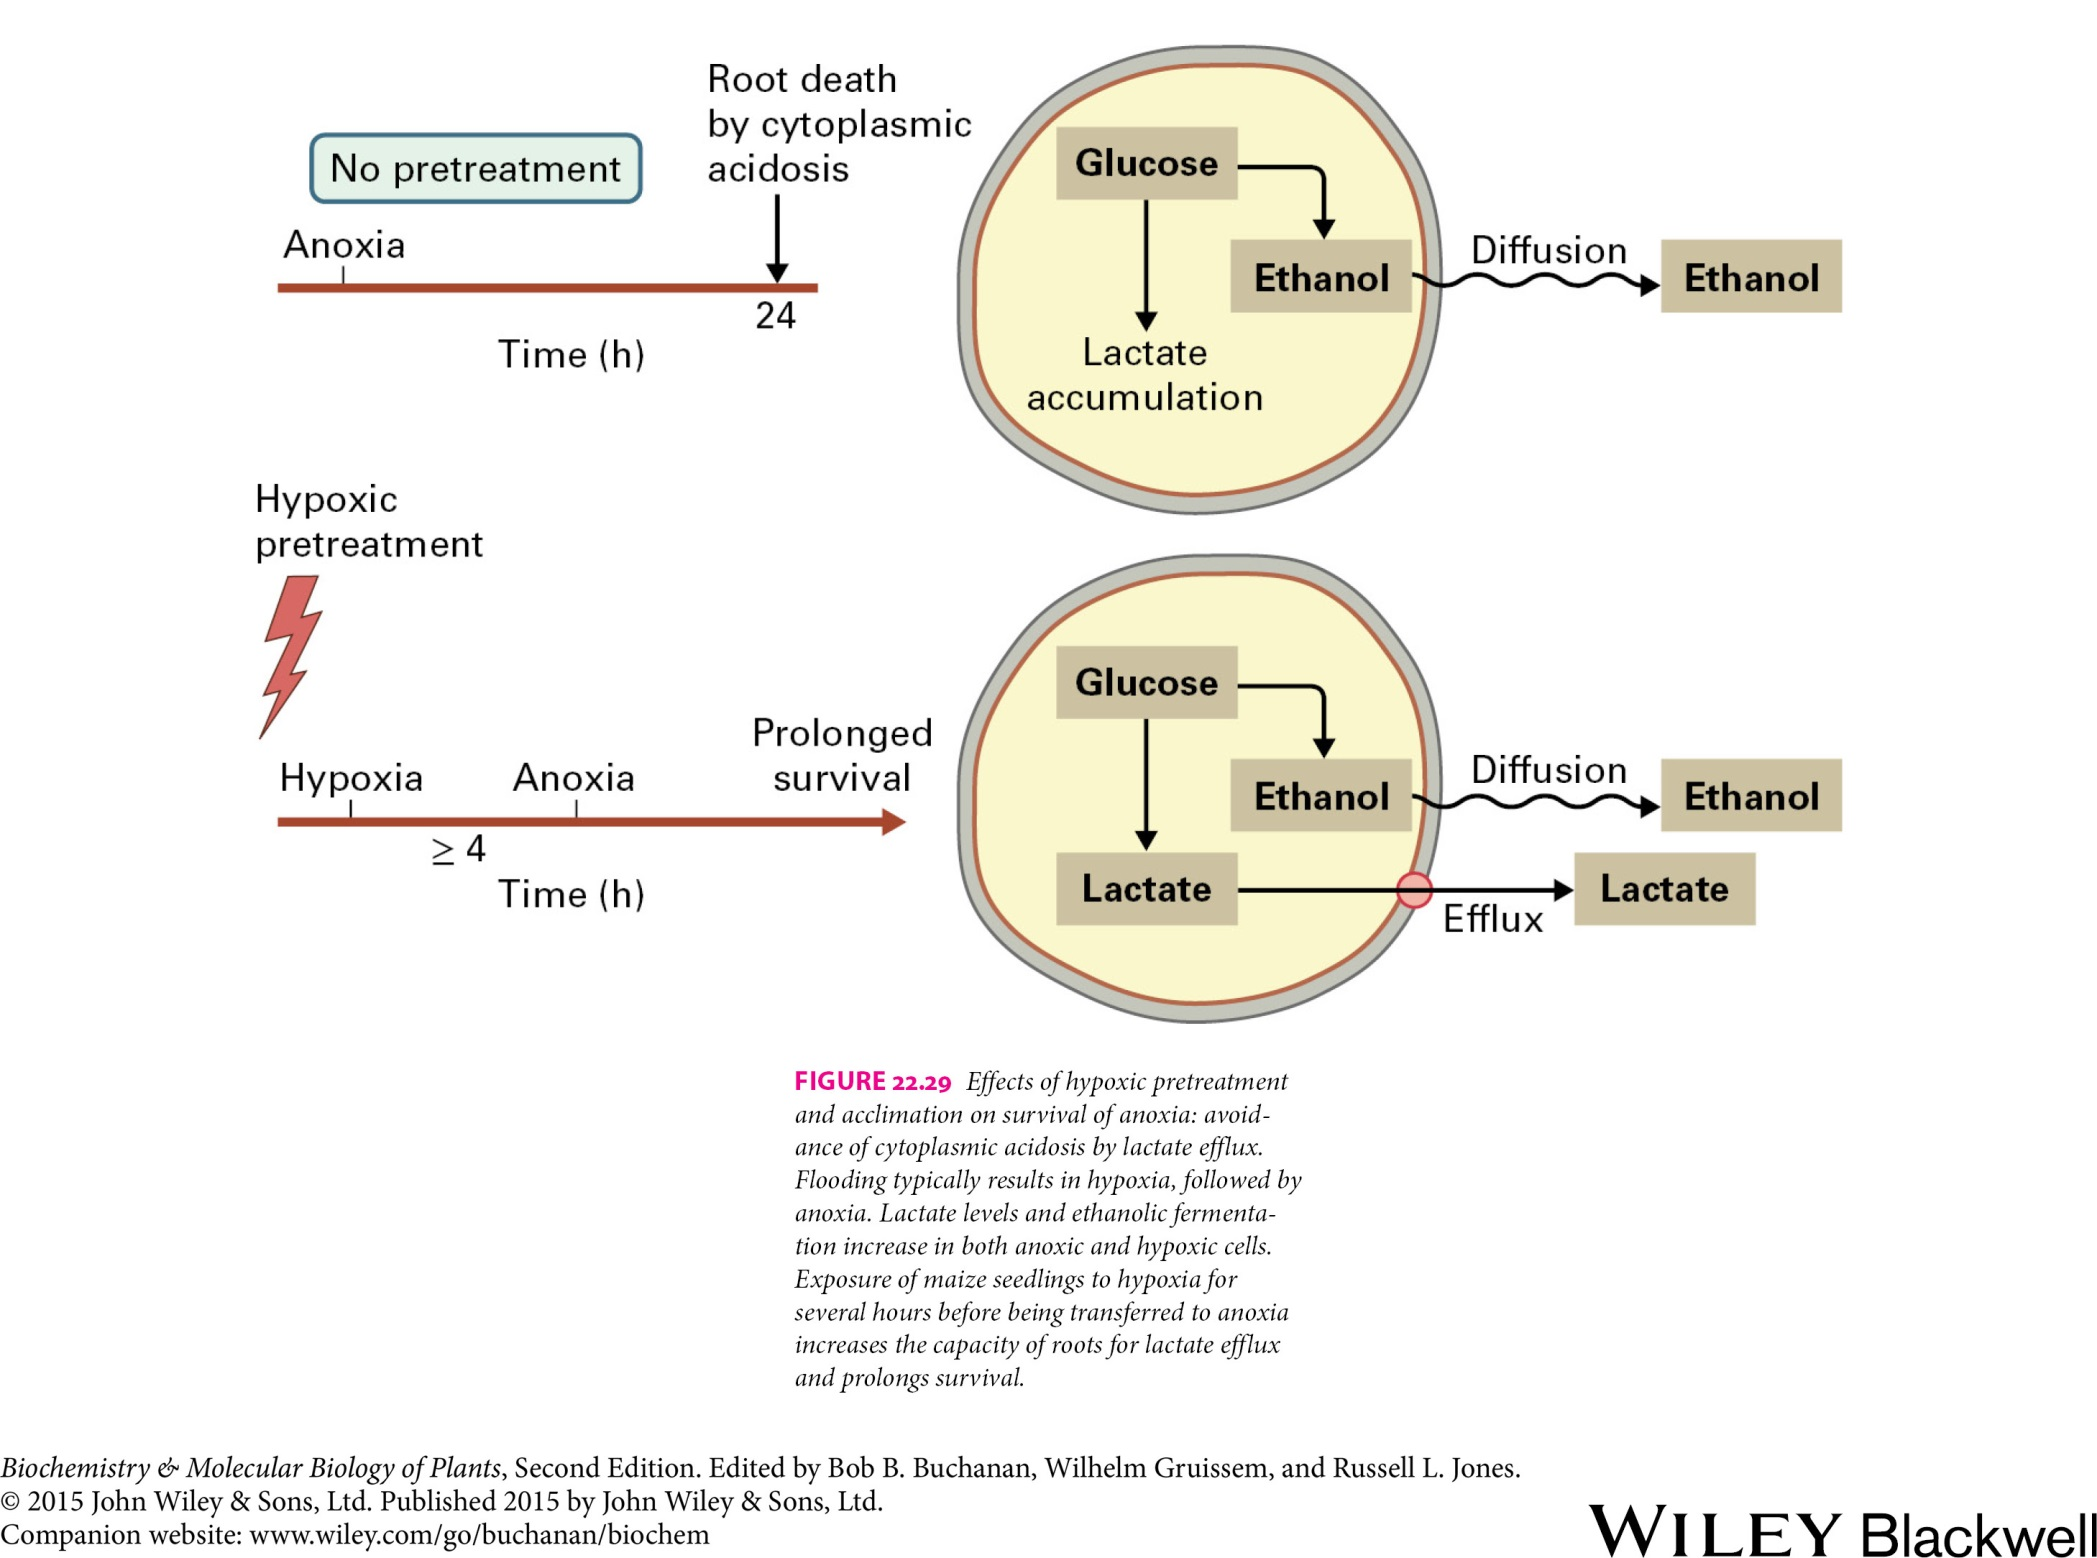 No pretreatment
Root death
by cytoplasmic
acidosis
Anoxia
24
Time (h)
Glucose
Ethanol
Diffusion
Ethanol
Lactate
accumulation
Hypoxic
pretreatment
Hypoxia
Anoxia
Prolonged
survival
≥ 4
Time (h)
Glucose
Ethanol
Diffusion
Ethanol
Lactate
Efflux
Lactate
FIGURE 22.29 Effects of hypoxic pretreatment
and acclimation on survival of anoxia: avoid-
ance of cytoplasmic acidosis by lactate efflux.
Flooding typically results in hypoxia, followed by
anoxia. Lactate levels and ethanolic fermenta-
tion increase in both anoxic and hypoxic cells.
Exposure of maize seedlings to hypoxia for
several hours before being transferred to anoxia
increases the capacity of roots for lactate efflux
and prolongs survival.
Biochemistry & Molecular Biology of Plants, Second Edition. Edited by Bob B. Buchanan, Wilhelm Gruissem, and Russell L. Jones.
© 2015 John Wiley & Sons, Ltd. Published 2015 by John Wiley & Sons, Ltd.
Companion website: www.wiley.com/go/buchanan/biochem
WILEY Blackwell